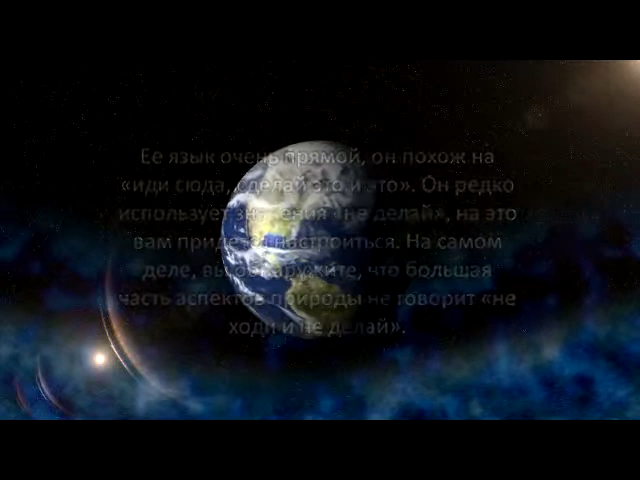 Ее язык очень прямой, он похож на
«иди сюда, сделай это и это». Он редко
использует значения «не делай», на это
вам придется настроиться. На самом
деле, вы обнаружите, что большая
часть аспектов природы не говорит «не
ходи и не делай».